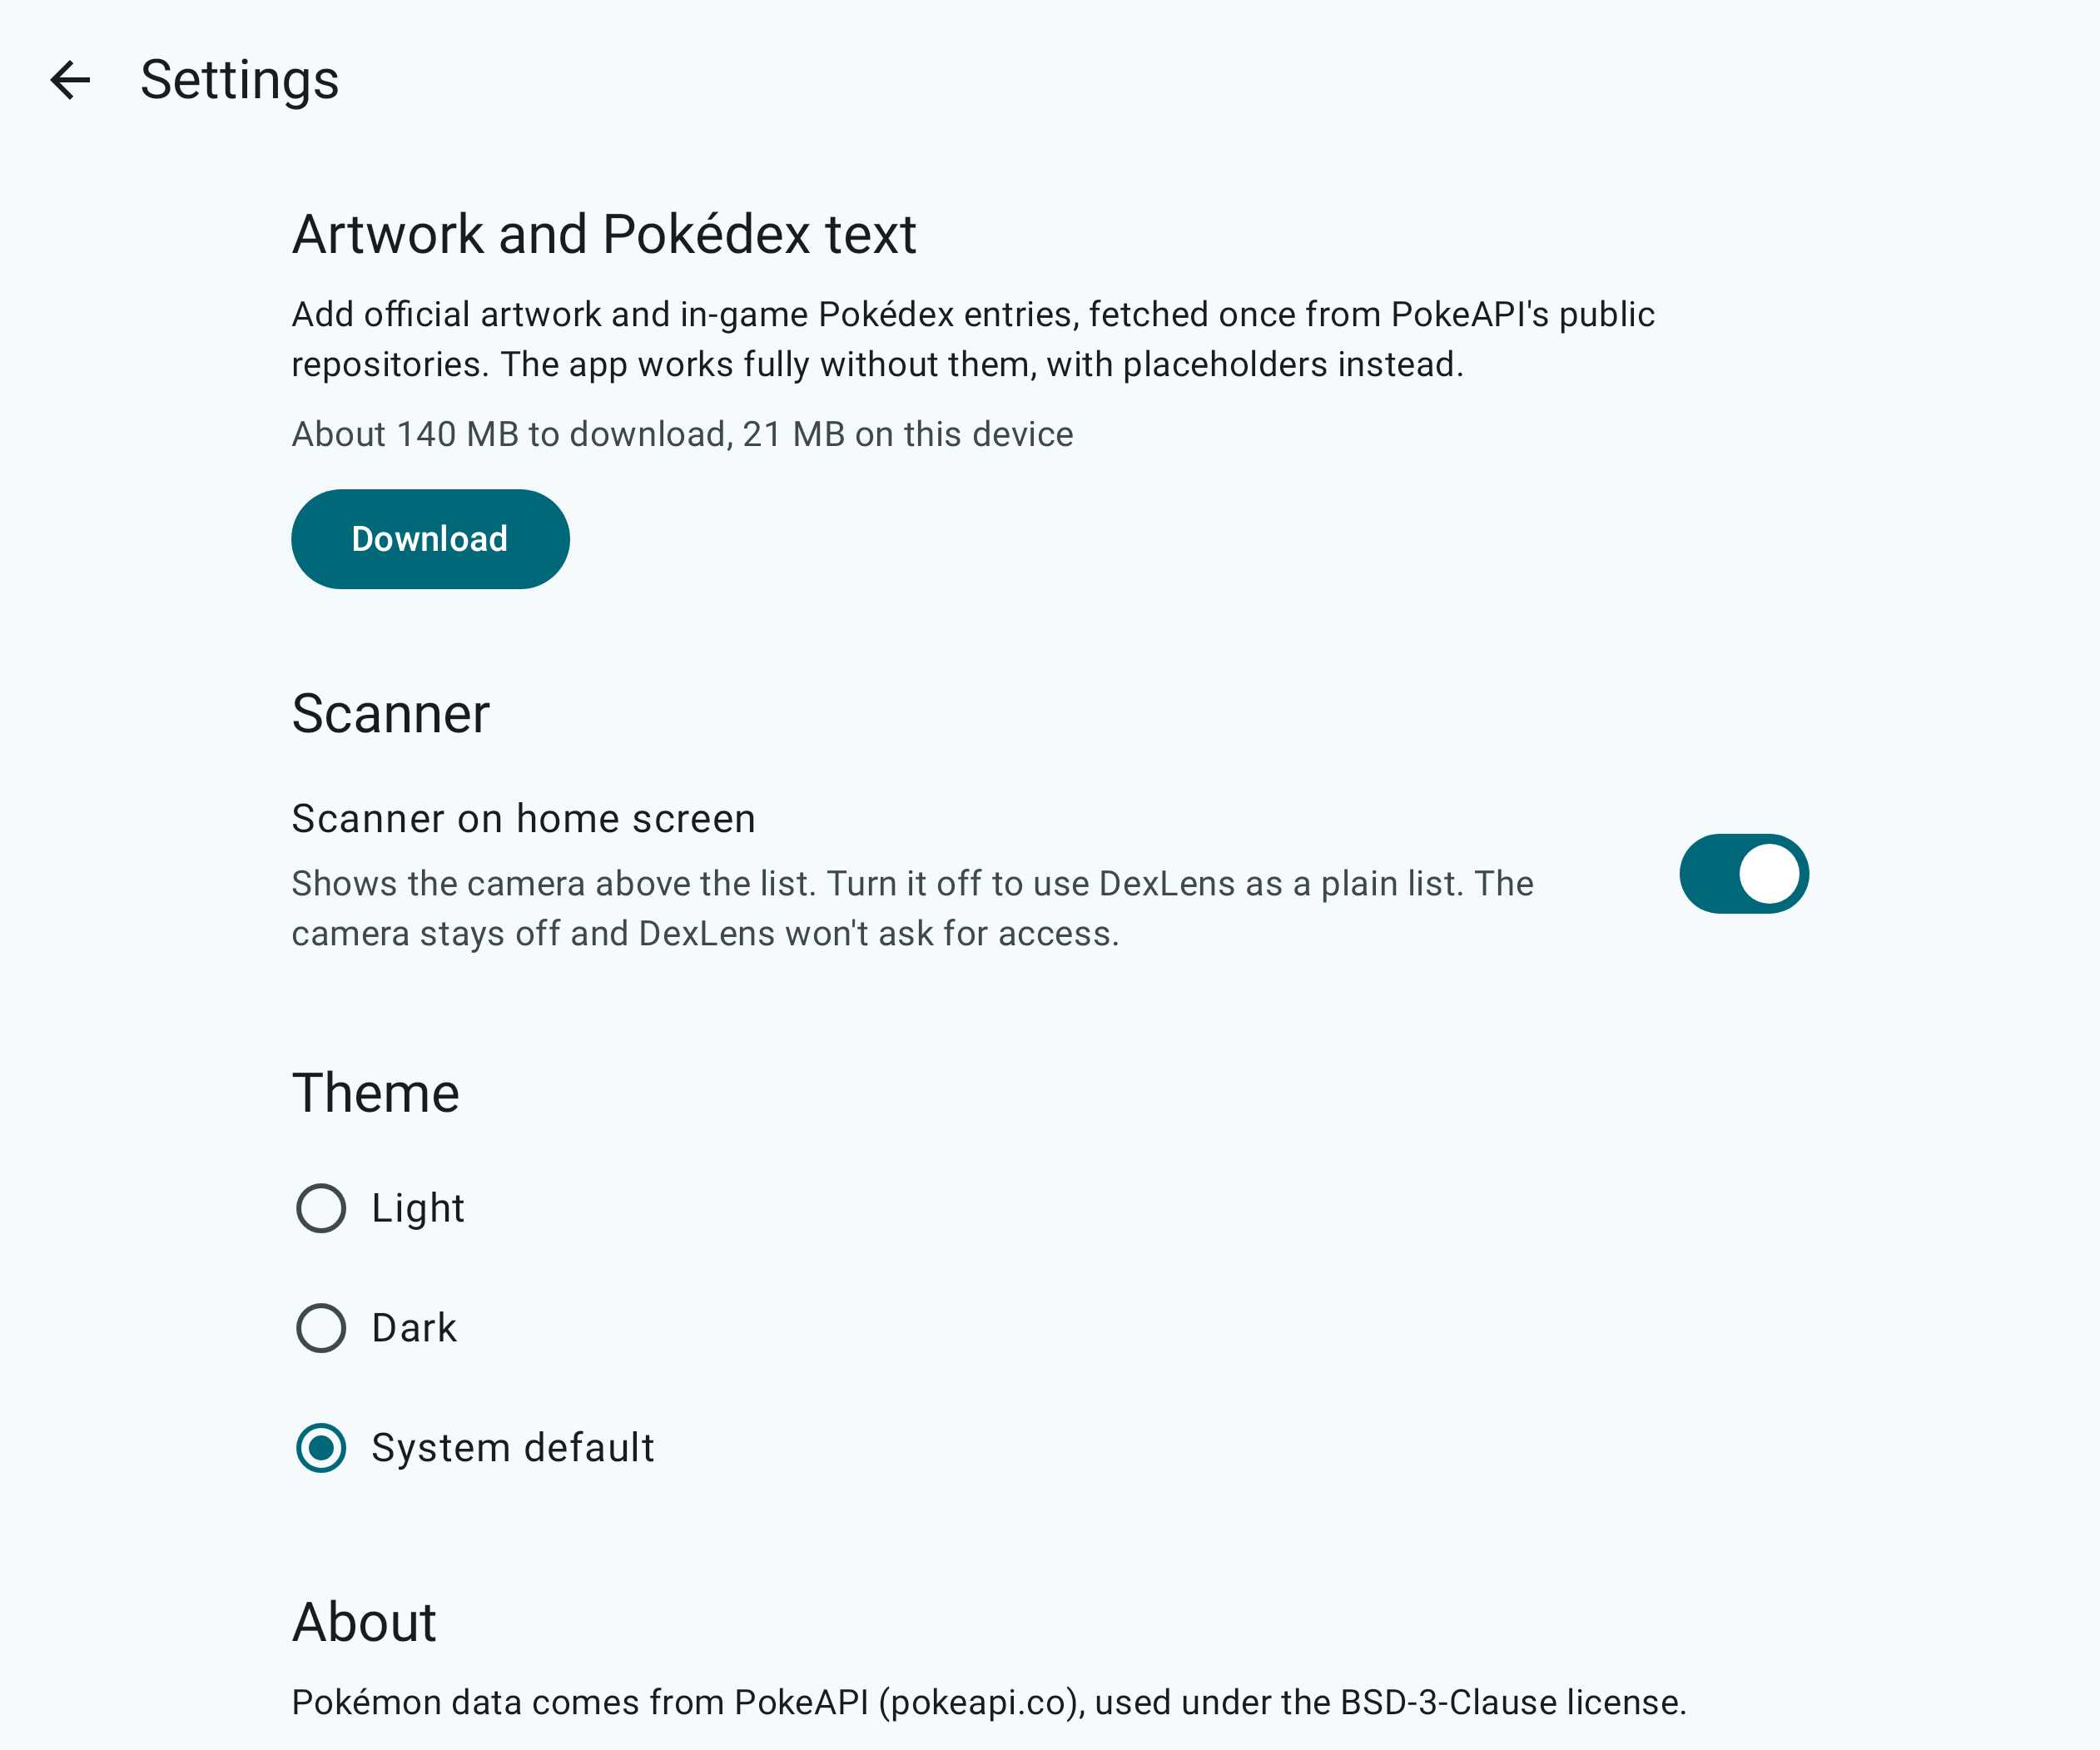 Settings
Artwork and Pokédex text
Add official artwork and in-game Pokédex entries, fetched once from PokeAPI's public
repositories. The app works fully without them, with placeholders instead.
About 140 MB to download, 21 MB on this device
Download
Scanner
Scanner on home screen
Shows the camera above the list. Turn it off to use DexLens as a plain list. The
camera stays off and DexLens won't ask for access.
Theme
Light
Dark
System default
About
Pokémon data comes from PokeAPI (pokeapi.co), used under the BSD-3-Clause license.